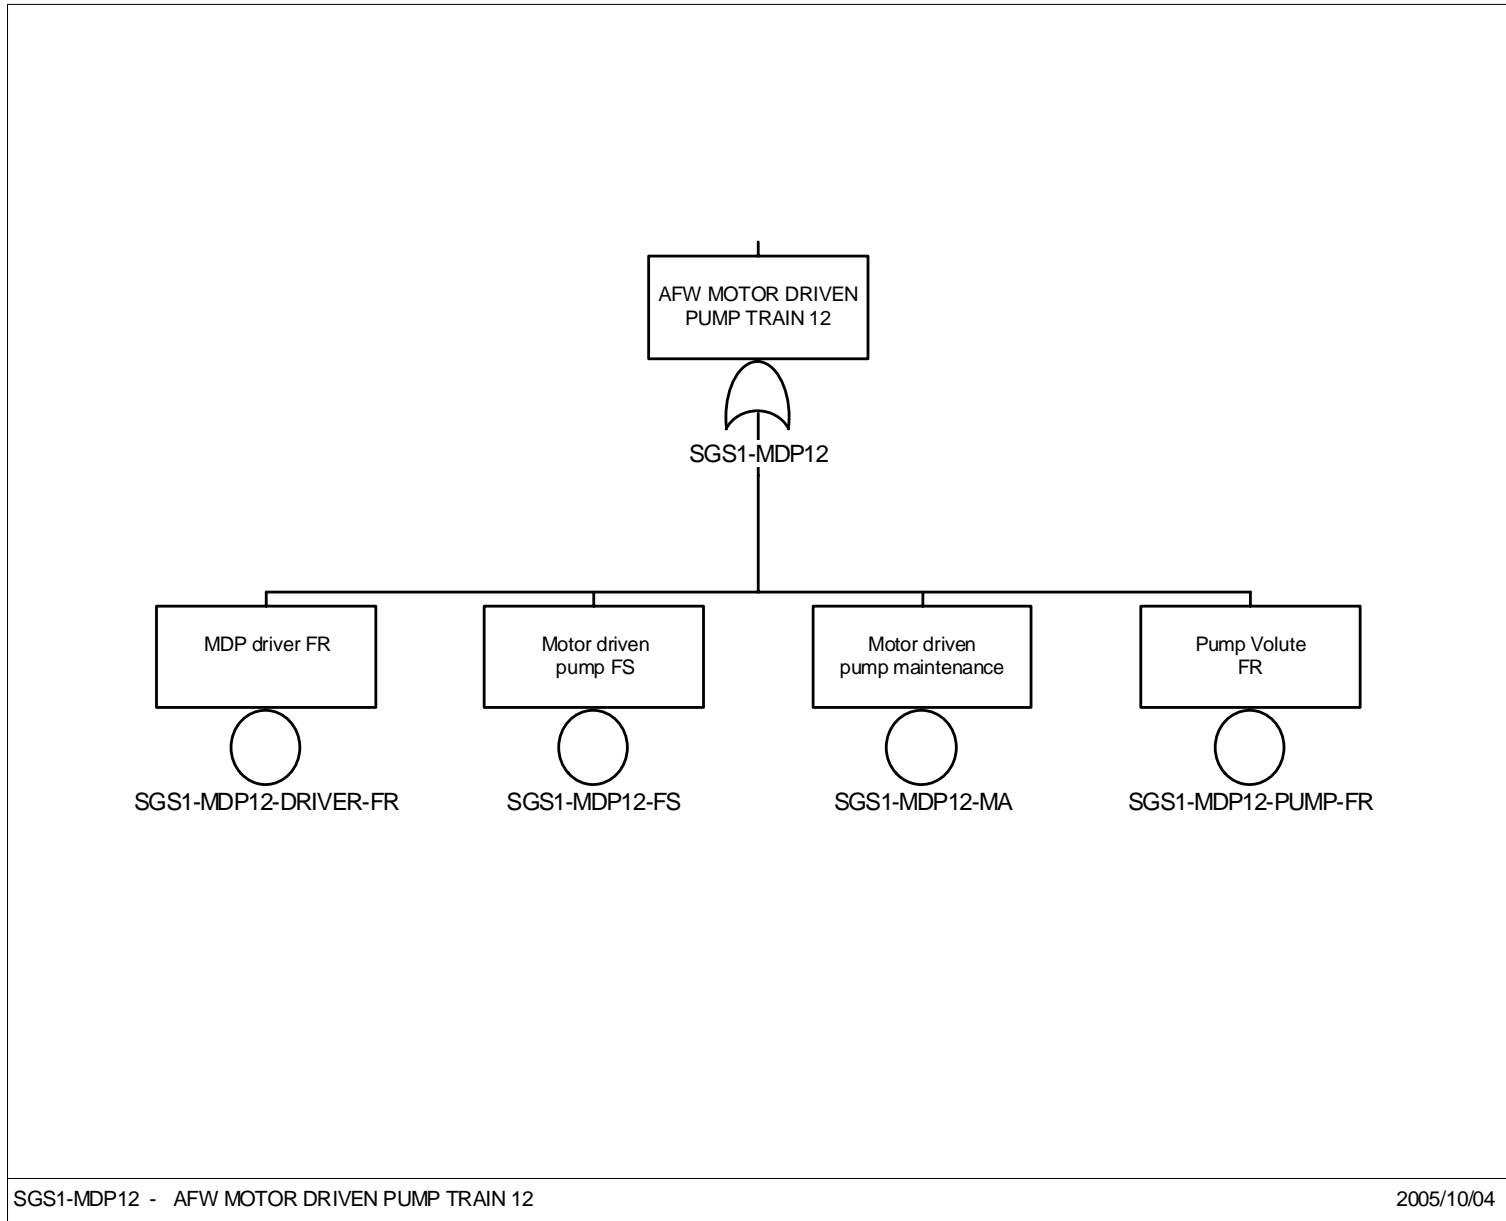 AFW MOTOR DRIVEN
PUMP TRAIN 12
SGS1-MDP12
MDP driver FR
Motor driven
pump FS
Motor driven
pump maintenance
Pump Volute
FR
SGS1-MDP12-DRIVER-FR
SGS1-MDP12-FS
SGS1-MDP12-MA
SGS1-MDP12-PUMP-FR
SGS1-MDP12 - AFW MOTOR DRIVEN PUMP TRAIN 12
2005/10/04